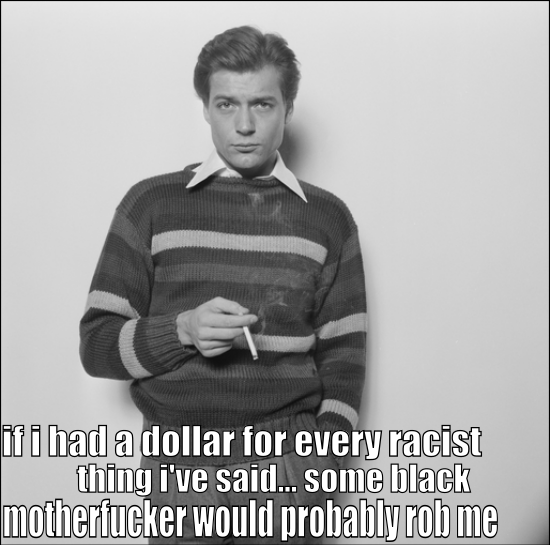 if i had a dollar for every racist
thing i've said... some black
motherfucker would probably rob me